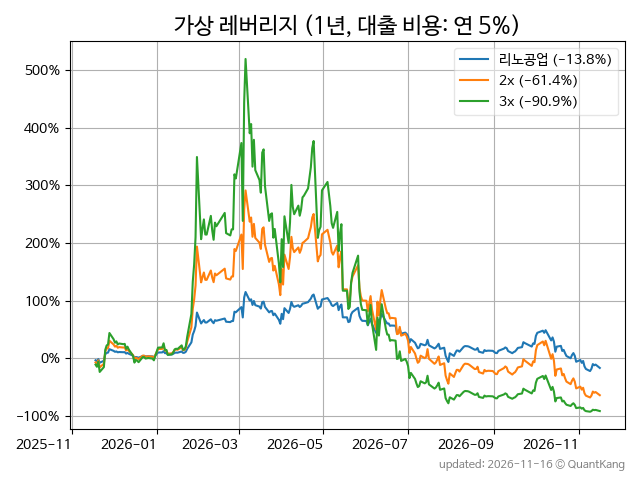 가상 레버리지 (1년, 대출 비용: 연 5%)
리노공업 (-13.8%)
2x (-61.4%)
3x (-90.9%)
500%
400%
300%
200%
100%
0%
-100%
2025-11
2026-01
2026-03
2026-05
2026-07
2026-09
2026-11
updated: 2026-11-16 © QuantKang